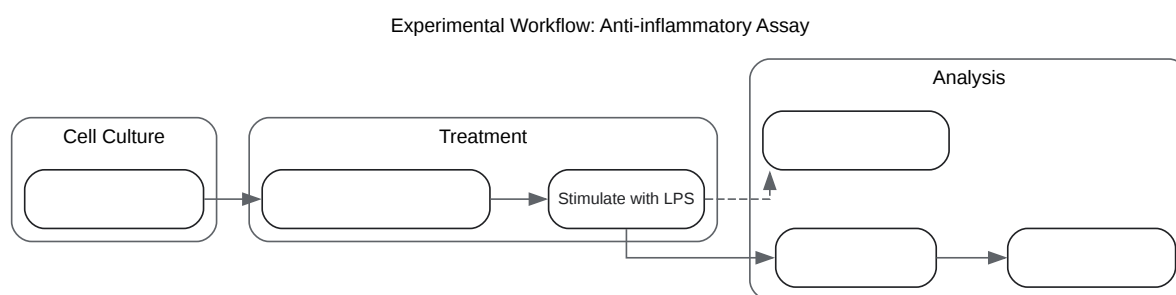 Experimental Workflow: Anti-inflammatory Assay
Analysis
Cell Culture
Treatment
Stimulate with LPS